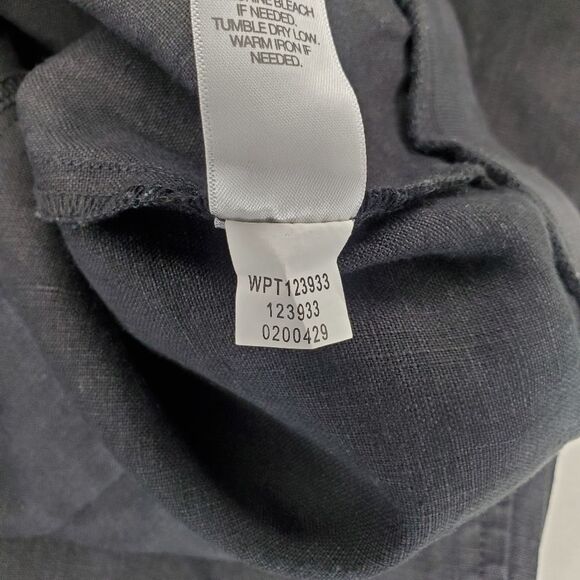 BLEACH
IF NEEDED.
TUMBLE DRY LOW.
WARM IRON IF
NEEDED.
WPT123933
123933
0200429